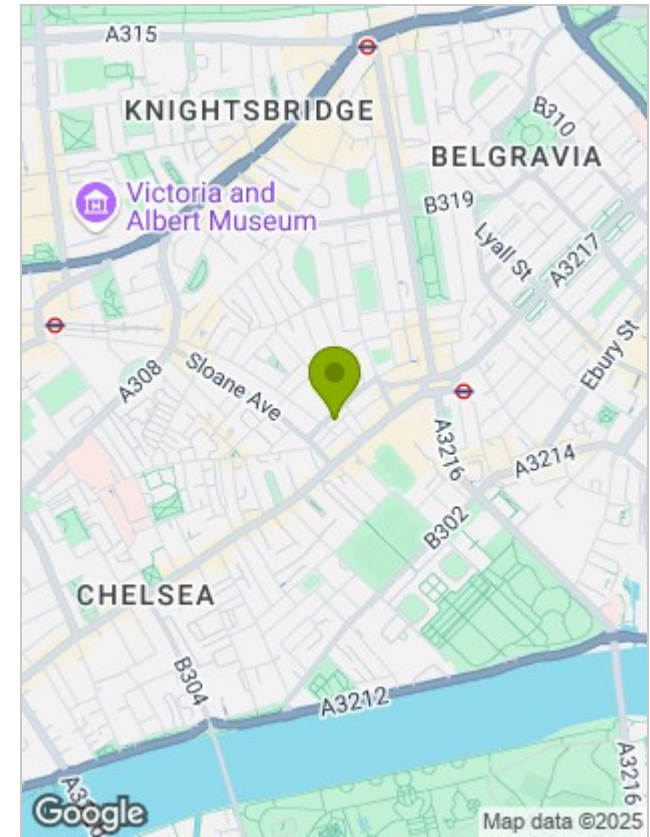 A315
KNIGHTSBRIDGE
B310
BELGRAVIA
Victoria and
Albert Museum
B319
Lyall St
A3217
A308
Sloane Ave
Ebury St
A3216
A3214
B302
CHELSEA
B304
A3212
A3216
Google
Map data ©2025